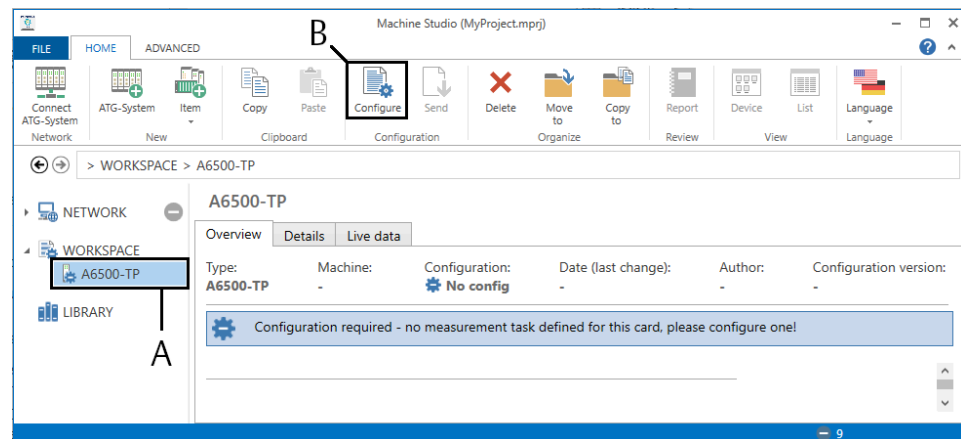 Machine Studio (MyProject.mprj)
B
FILE HOME ADVANCED
Connect ATG-System
ATG-System
Item
Copy
Paste
Configure
Send
Delete
Move to
Copy to
Report
Device
List
Language
Network New Clipboard Configuration Organize Review View Language
> WORKSPACE > A6500-TP
NETWORK
WORKSPACE
A6500-TP
LIBRARY
A
A6500-TP
Overview Details Live data
Type: Machine: Configuration: Date (last change): Author: Configuration version:
A6500-TP - No config - - -
Configuration required - no measurement task defined for this card, please configure one!
9